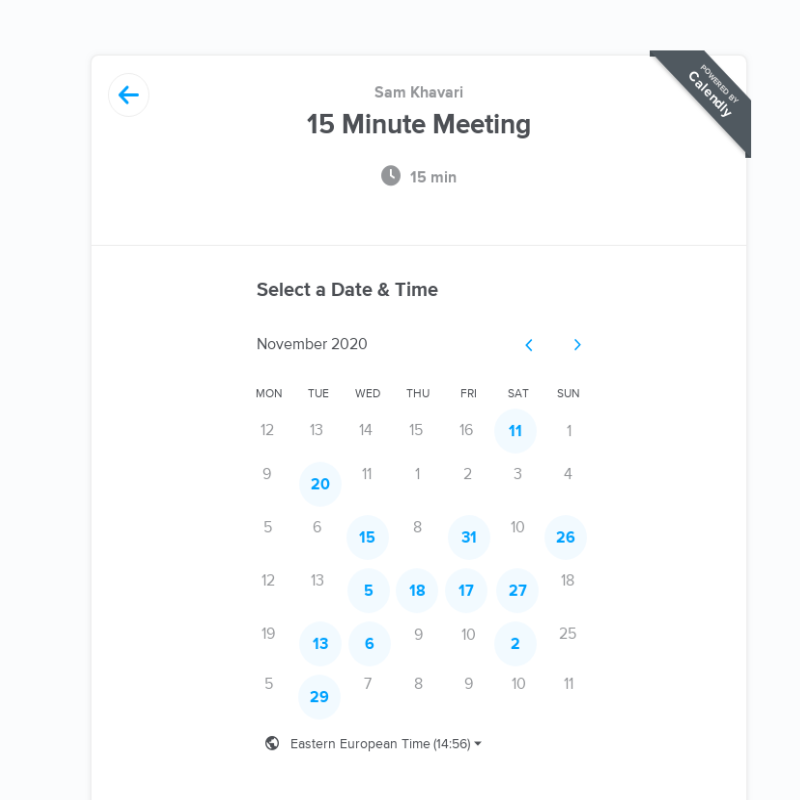 POWERED BY
Calendly
Sam Khavari
15 Minute Meeting
15 min
Select a Date & Time
November 2020
MON TUE WED THU FRI SAT SUN
12 13 14 15 16 11 1
9 20 11 1 2 3 4
5 6 15 8 31 10 26
12 13 5 18 17 27 18
19 13 6 9 10 2 25
5 29 7 8 9 10 11
Eastern European Time (14:56)